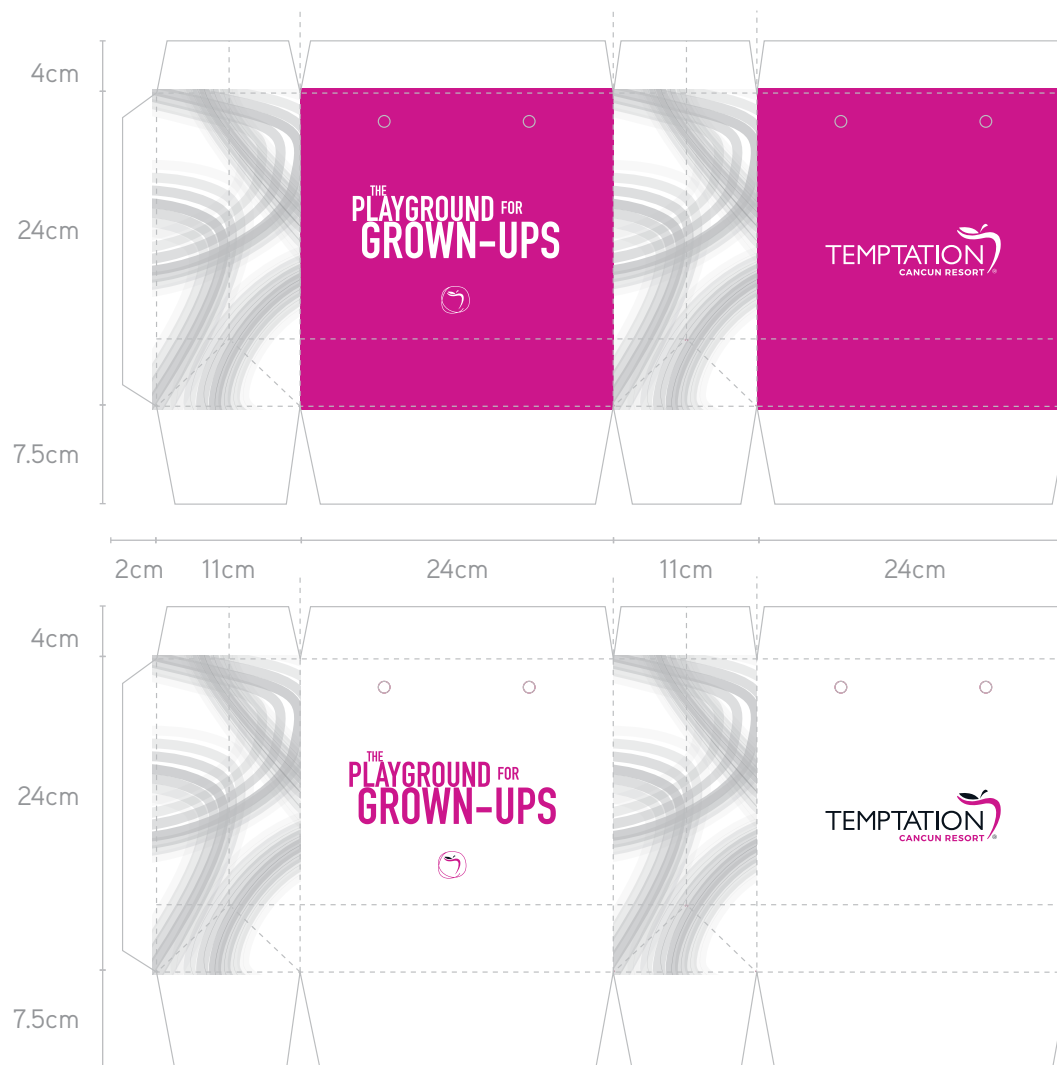 4cm
24cm
7.5cm
THE
PLAYGROUND FOR
GROWN-UPS
TEMPTATION
CANCUN RESORT ®
2cm
11cm
24cm
11cm
24cm
4cm
24cm
7.5cm
THE
PLAYGROUND FOR
GROWN-UPS
TEMPTATION
CANCUN RESORT ®